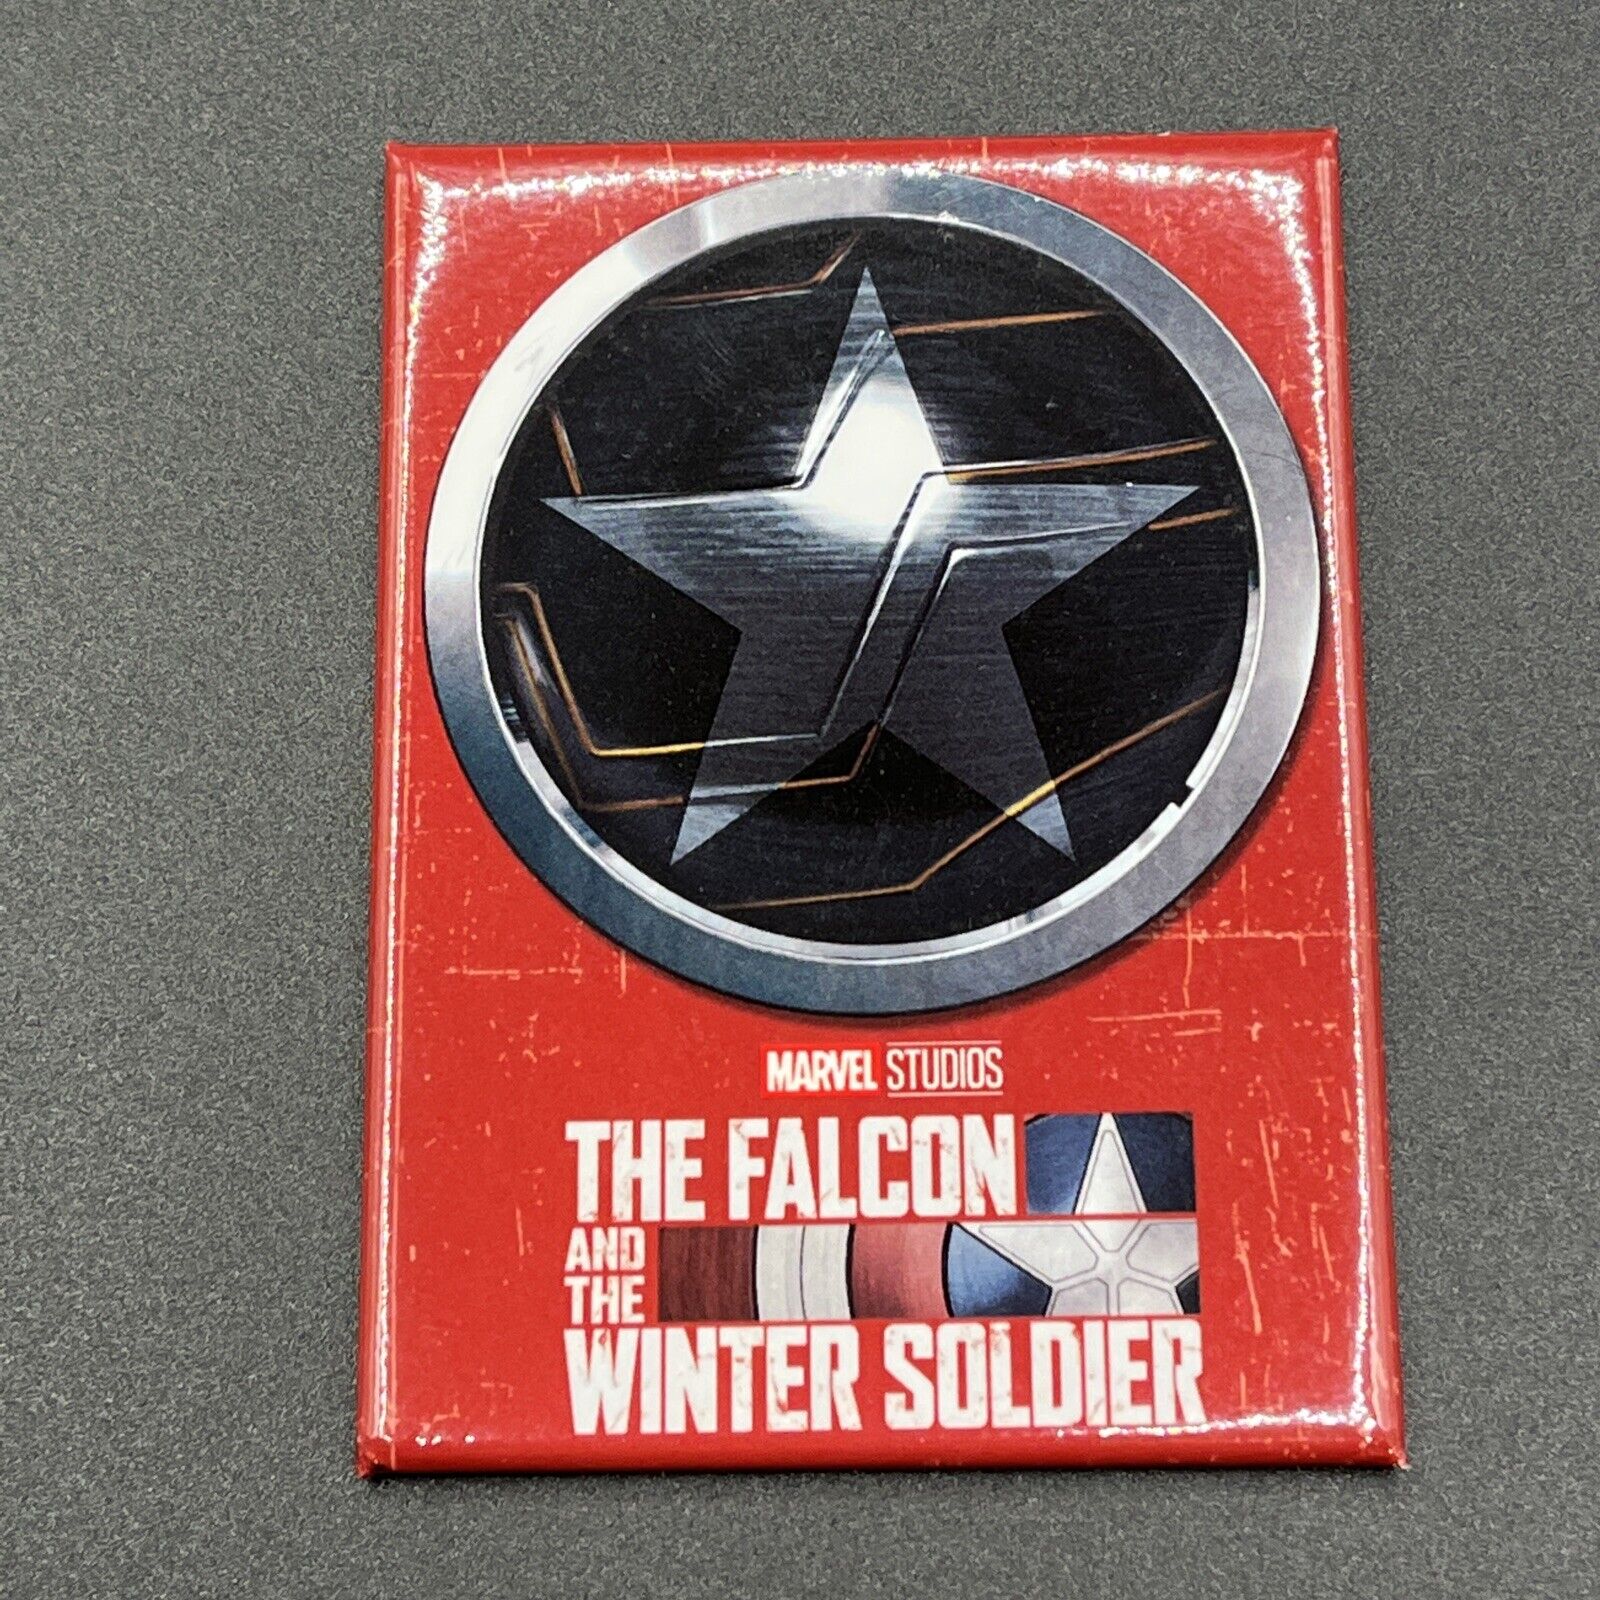 MARVEL STUDIOS
THE FALCON
AND
THE
WINTER SOLDIER